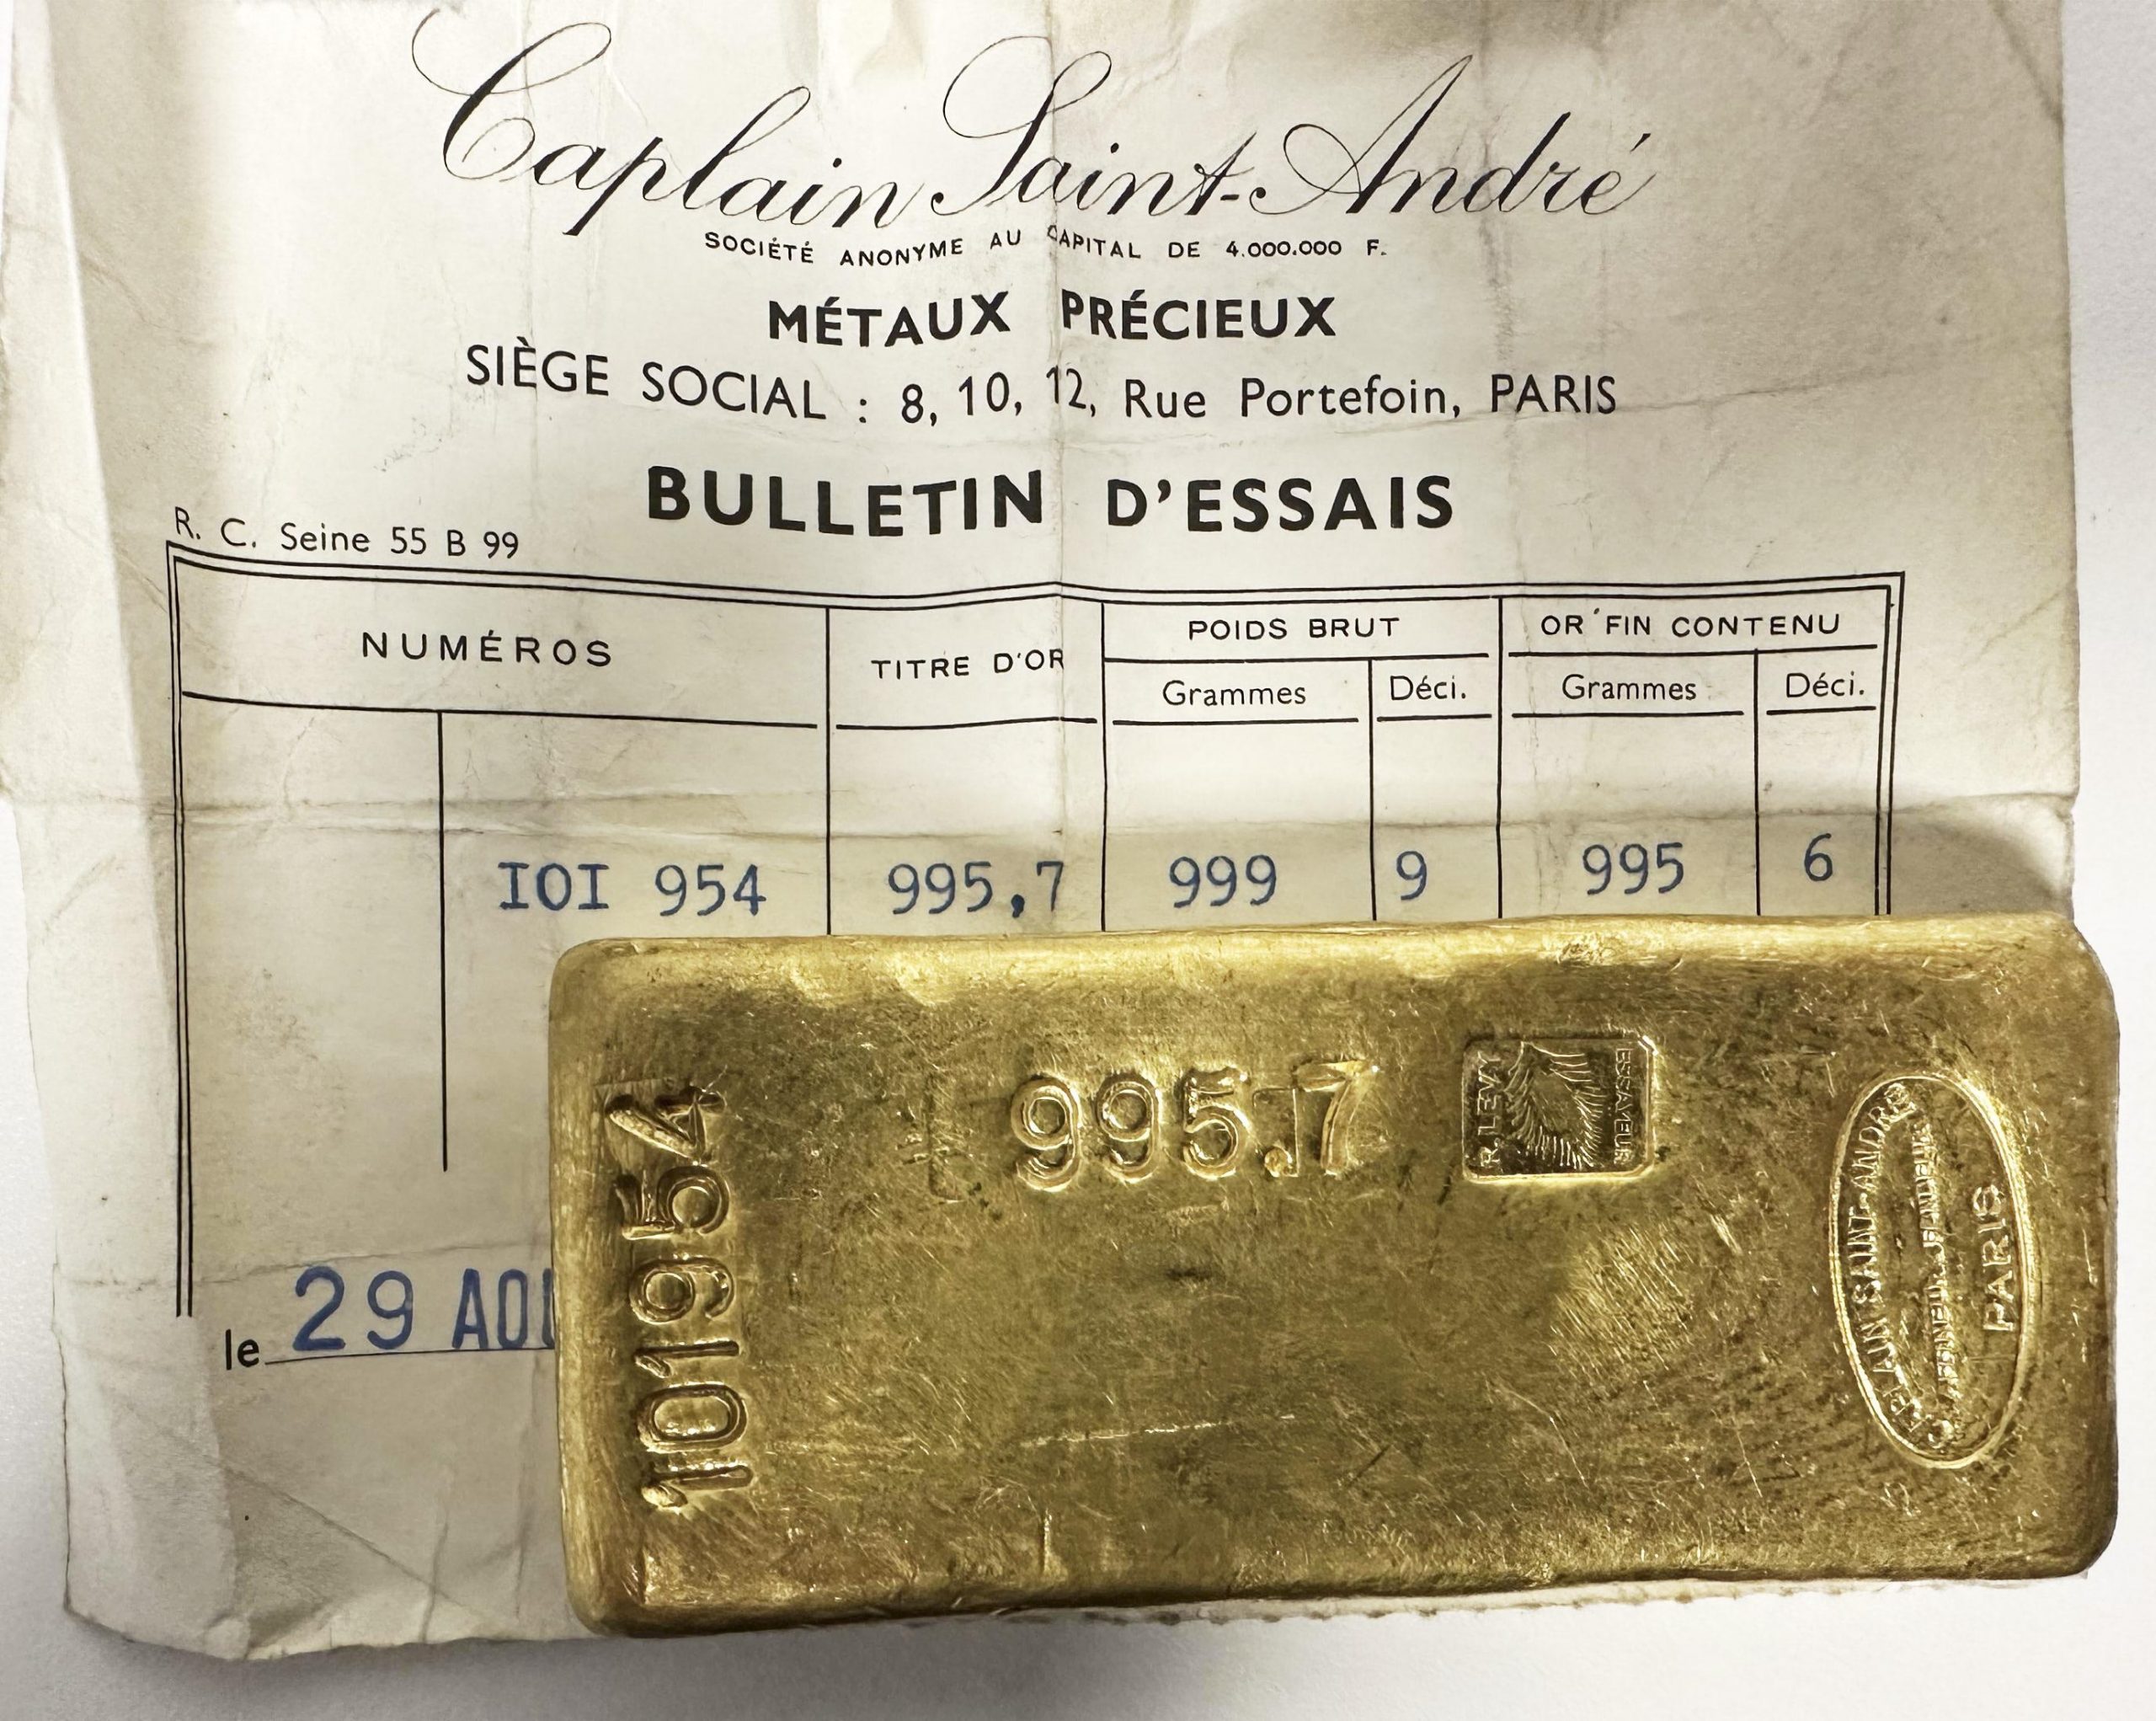 Caplain Saint-André
SOCIÉTÉ ANONYME AU CAPITAL DE 4.000.000 F.
MÉTAUX PRÉCIEUX
SIÈGE SOCIAL : 8, 10, 12, Rue Portefoin, PARIS
BULLETIN D'ESSAIS
R. C. Seine 55 B 99
NUMÉROS TITRE D'OR POIDS BRUT OR FIN CONTENU
Grammes Déci. Grammes Déci.
IOI 954 995,7 999 9 995 6
le 29 AOU
101954
995.7
R. LEVY
ESSAYEUR
CAPLAIN SAINT-ANDRÉ
PARIS